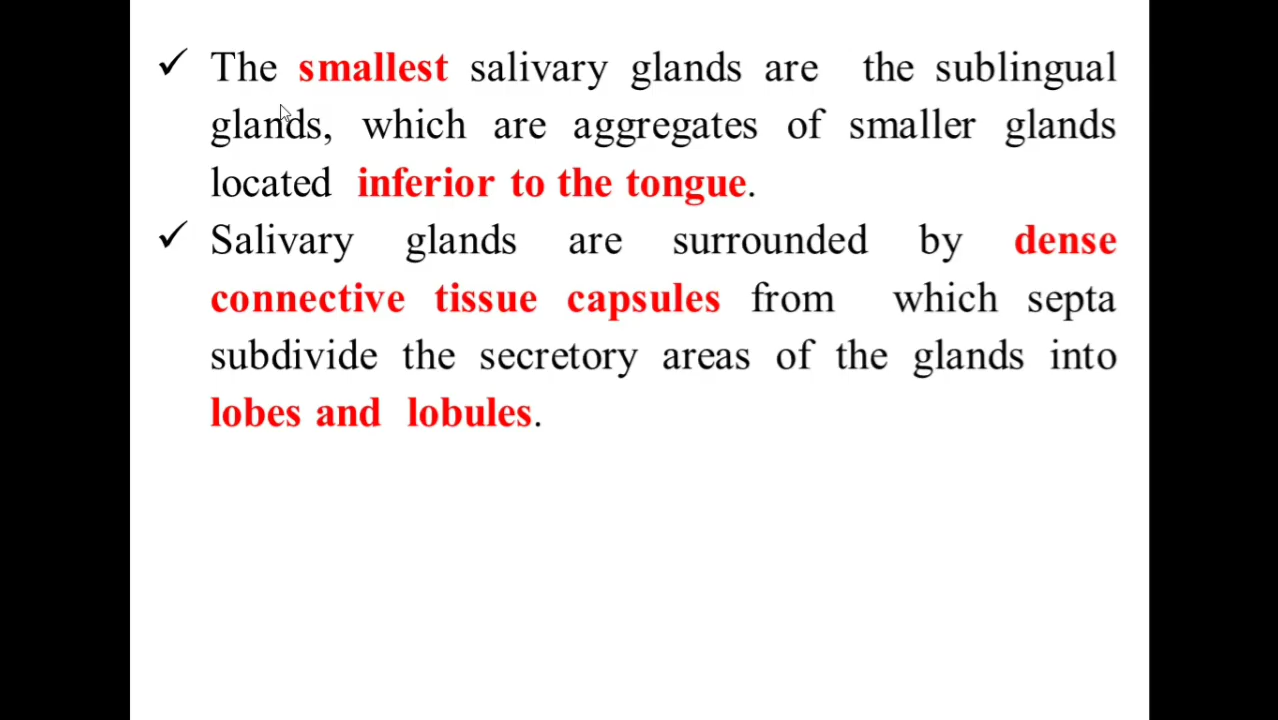 ✓ The smallest salivary glands are the sublingual
glands, which are aggregates of smaller glands
located inferior to the tongue.
✓ Salivary glands are surrounded by dense
connective tissue capsules from which septa
subdivide the secretory areas of the glands into
lobes and lobules.